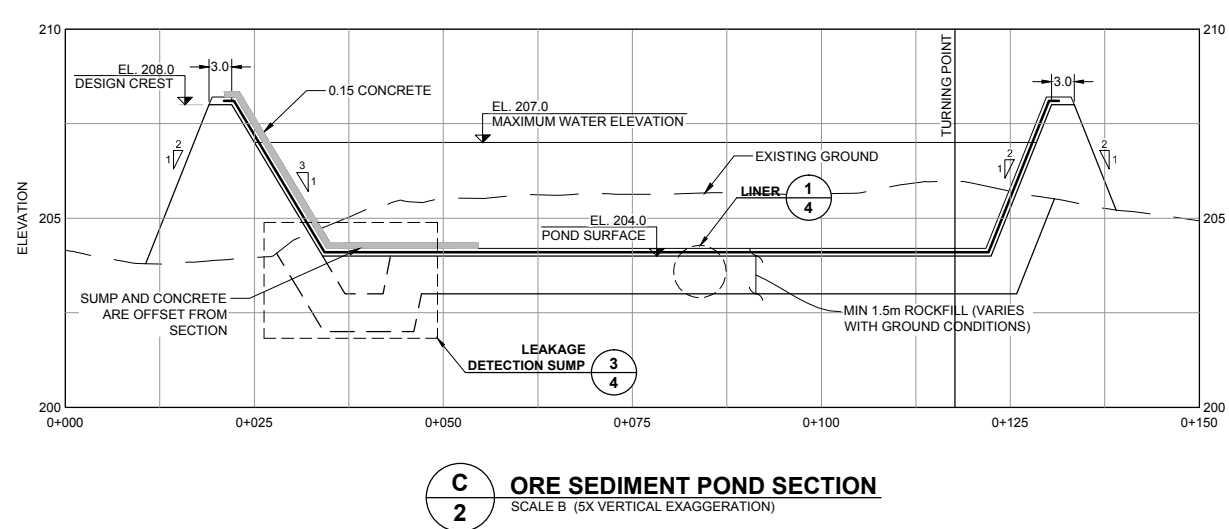 210
210
EL. 208.0
DESIGN CREST
3.0
0.15 CONCRETE
EL. 207.0
MAXIMUM WATER ELEVATION
TURNING POINT
3.0
2
1
3
1
2
1
2
1
EXISTING GROUND
LINER
1
4
ELEVATION
205
205
EL. 204.0
POND SURFACE
SUMP AND CONCRETE
ARE OFFSET FROM
SECTION
MIN 1.5m ROCKFILL (VARIES
WITH GROUND CONDITIONS)
LEAKAGE
DETECTION SUMP
3
4
200
200
0+000
0+025
0+050
0+075
0+100
0+125
0+150
C
2
ORE SEDIMENT POND SECTION
SCALE B (5X VERTICAL EXAGGERATION)